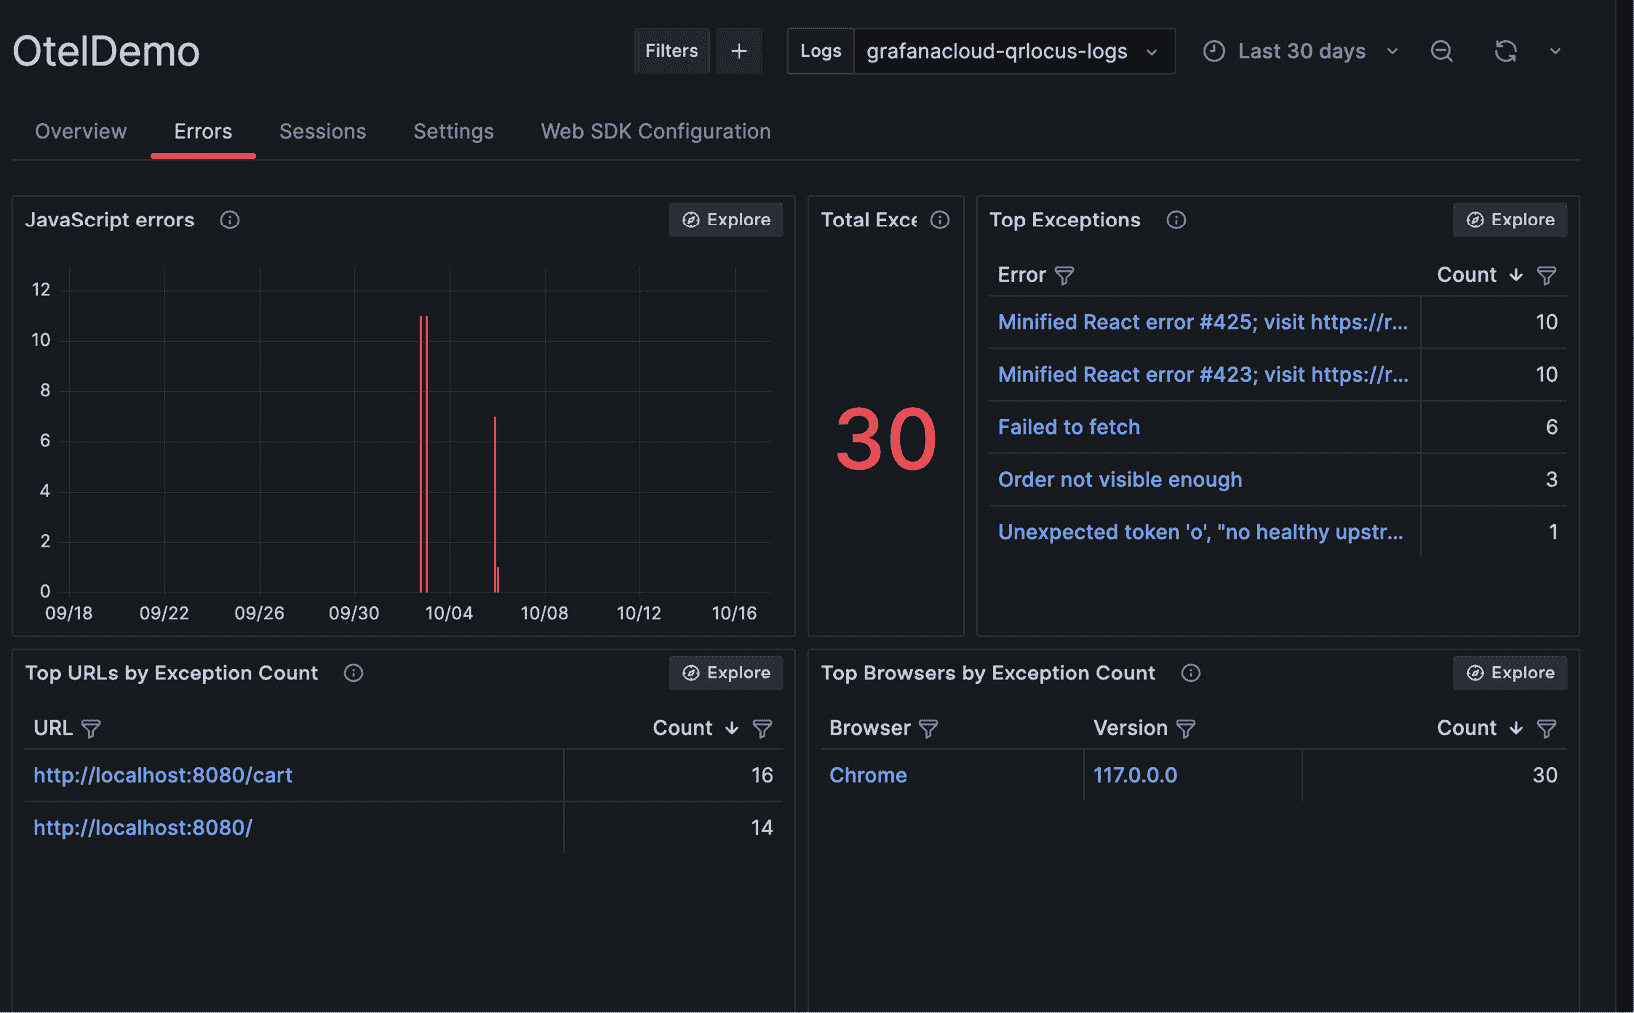 OtelDemo
Filters
+
Logs
grafanacloud-qrlocus-logs
Last 30 days
Overview
Errors
Sessions
Settings
Web SDK Configuration
JavaScript errors
Explore
12
10
8
6
4
2
0
09/18 09/22 09/26 09/30 10/04 10/08 10/12 10/16
Total Exce
30
Top Exceptions
Explore
Error Count
Minified React error #425; visit https://r... 10
Minified React error #423; visit https://r... 10
Failed to fetch 6
Order not visible enough 3
Unexpected token 'o', "no healthy upstr... 1
Top URLs by Exception Count
Explore
URL Count
http://localhost:8080/cart 16
http://localhost:8080/ 14
Top Browsers by Exception Count
Explore
Browser Version Count
Chrome 117.0.0.0 30